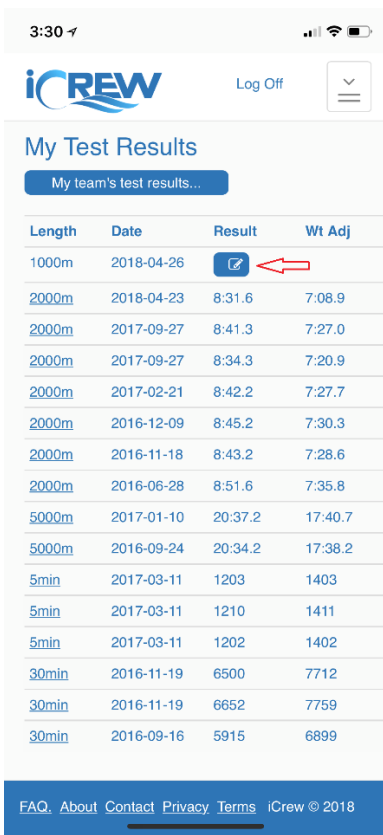 3:30
iCREW
Log Off
My Test Results
My team's test results...
Length Date Result Wt Adj
1000m 2018-04-26
2000m 2018-04-23 8:31.6 7:08.9
2000m 2017-09-27 8:41.3 7:27.0
2000m 2017-09-27 8:34.3 7:20.9
2000m 2017-02-21 8:42.2 7:27.7
2000m 2016-12-09 8:45.2 7:30.3
2000m 2016-11-18 8:43.2 7:28.6
2000m 2016-06-28 8:51.6 7:35.8
5000m 2017-01-10 20:37.2 17:40.7
5000m 2016-09-24 20:34.2 17:38.2
5min 2017-03-11 1203 1403
5min 2017-03-11 1210 1411
5min 2017-03-11 1202 1402
30min 2016-11-19 6500 7712
30min 2016-11-19 6652 7759
30min 2016-09-16 5915 6899
FAQ. About Contact Privacy Terms iCrew © 2018